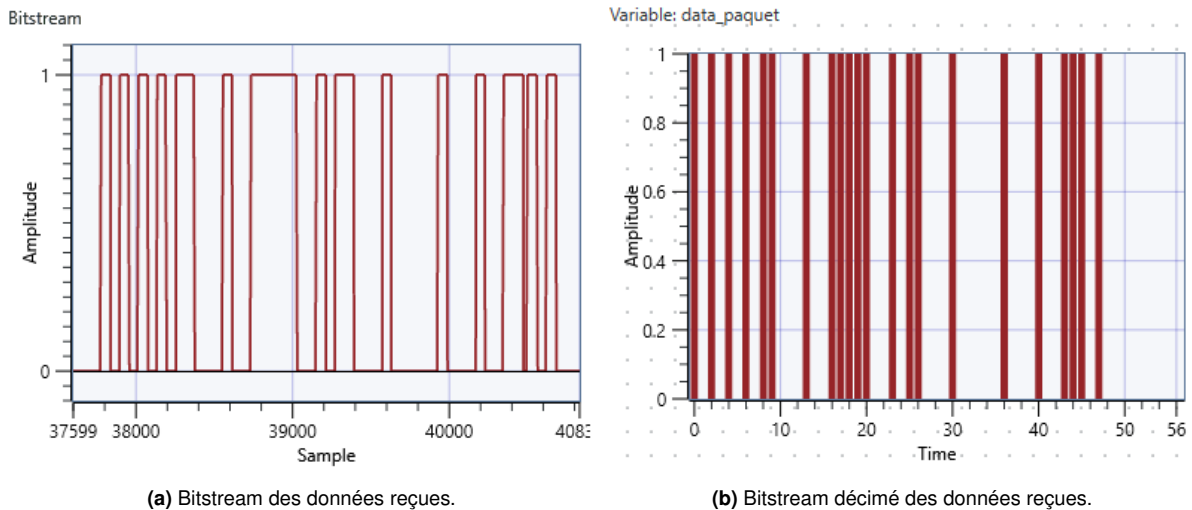 Bitstream
1
0
Amplitude
37599 38000 39000 40000 4083
Sample
(a) Bitstream des données reçues.
Variable: data_paquet
1
0.8
0.6
0.4
0.2
0
Amplitude
0 10 20 30 40 50 56
Time
(b) Bitstream décimé des données reçues.